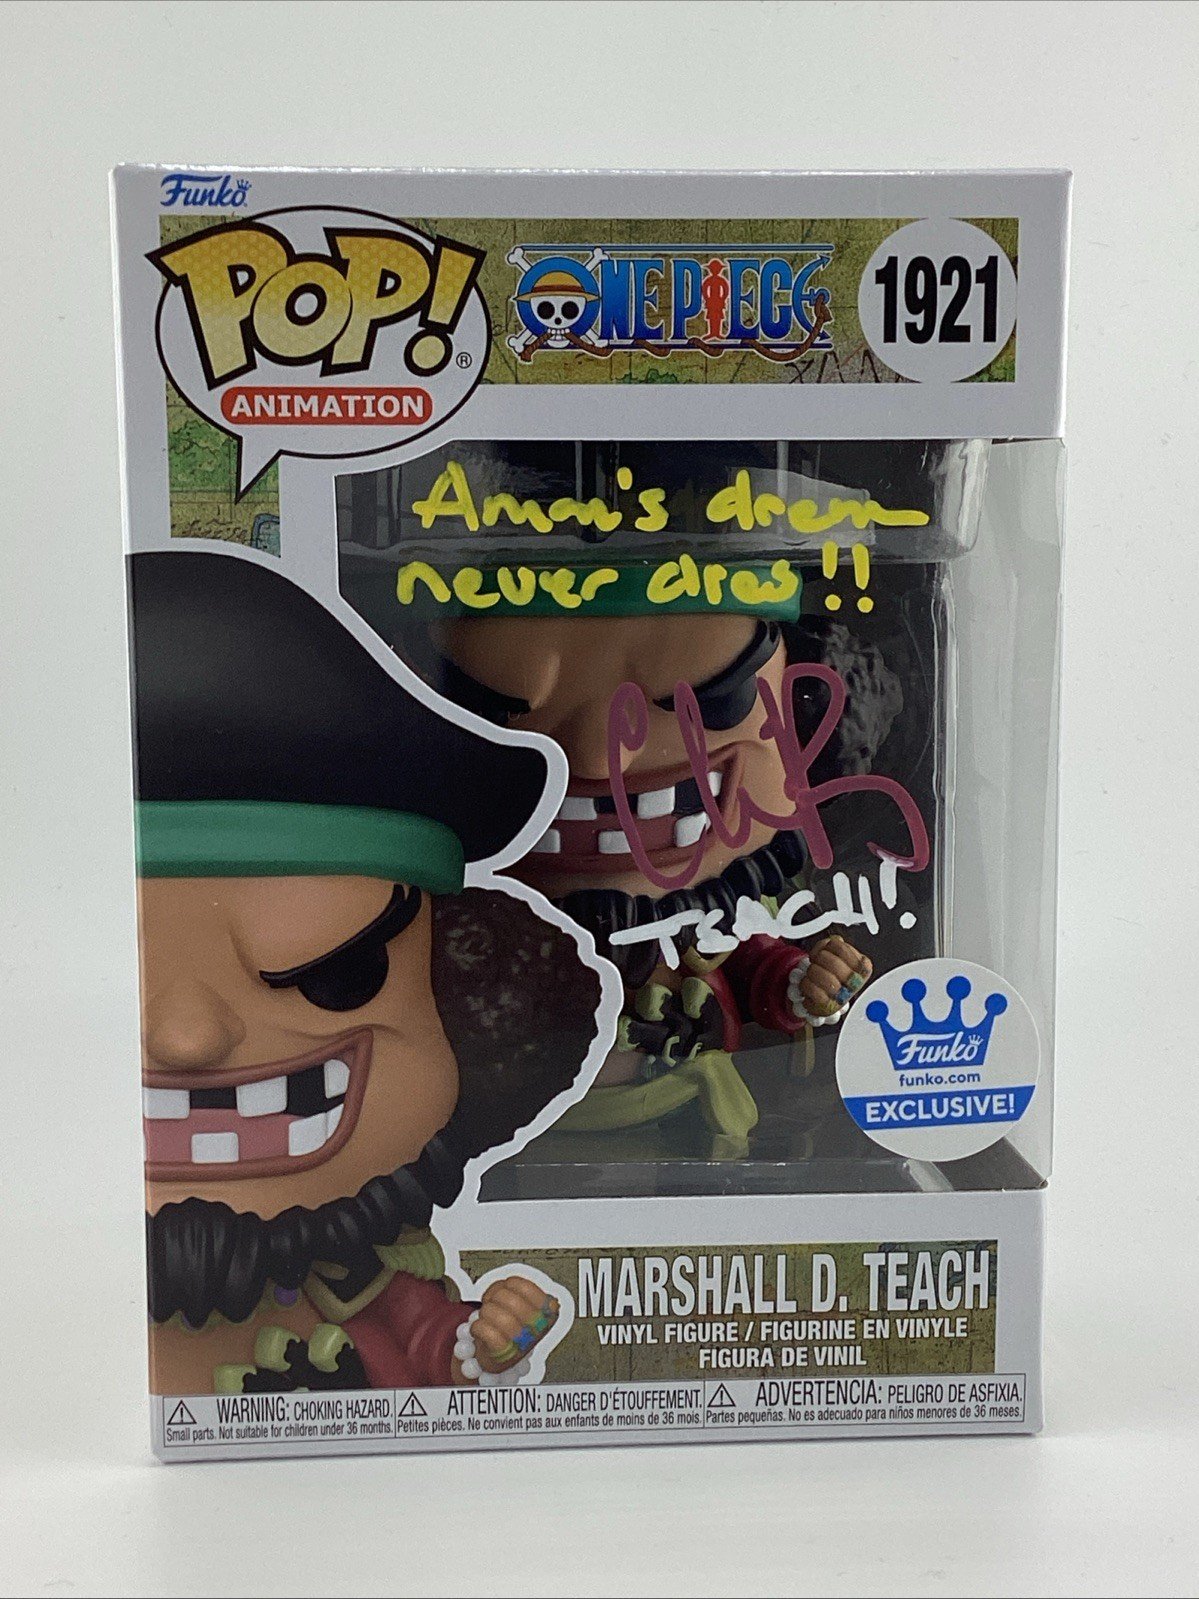 Funko
POP!®
ANIMATION
ONE PIECE
1921
A man's dream
never dies!!
TEACH!
Funko
funko.com
EXCLUSIVE!
MARSHALL D. TEACH
VINYL FIGURE / FIGURINE EN VINYLE
FIGURA DE VINIL
WARNING: CHOKING HAZARD.
Small parts. Not suitable for children under 36 months.
ATTENTION: DANGER D'ÉTOUFFEMENT.
Petites pièces. Ne convient pas aux enfants de moins de 36 mois.
ADVERTENCIA: PELIGRO DE ASFIXIA.
Partes pequeñas. No es adecuado para niños menores de 36 meses.